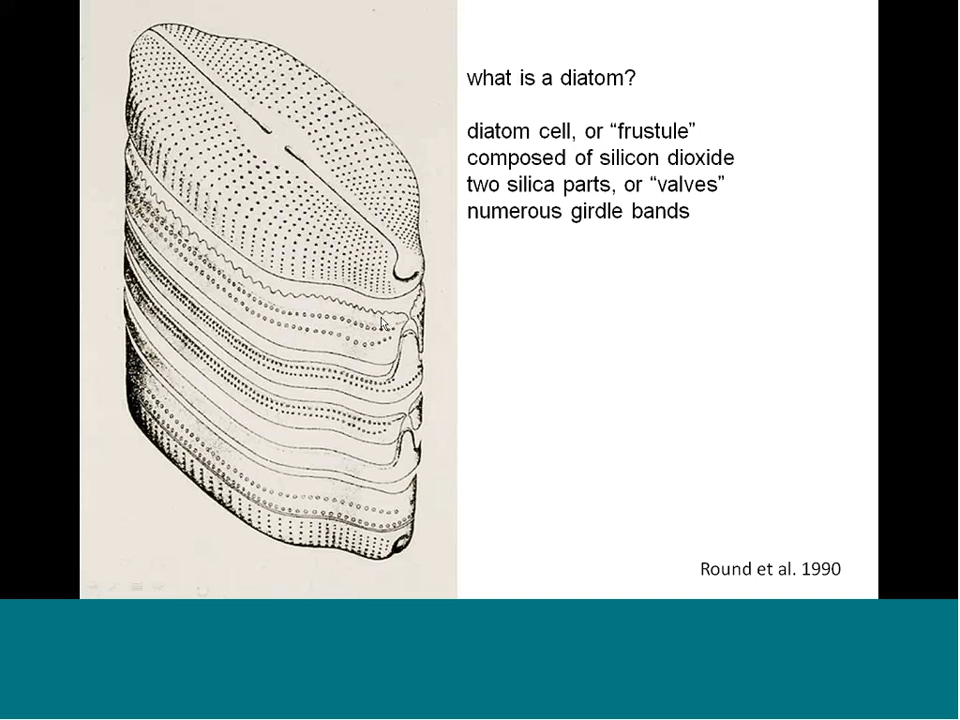 what is a diatom?
diatom cell, or “frustule”
composed of silicon dioxide
two silica parts, or “valves”
numerous girdle bands
Round et al. 1990